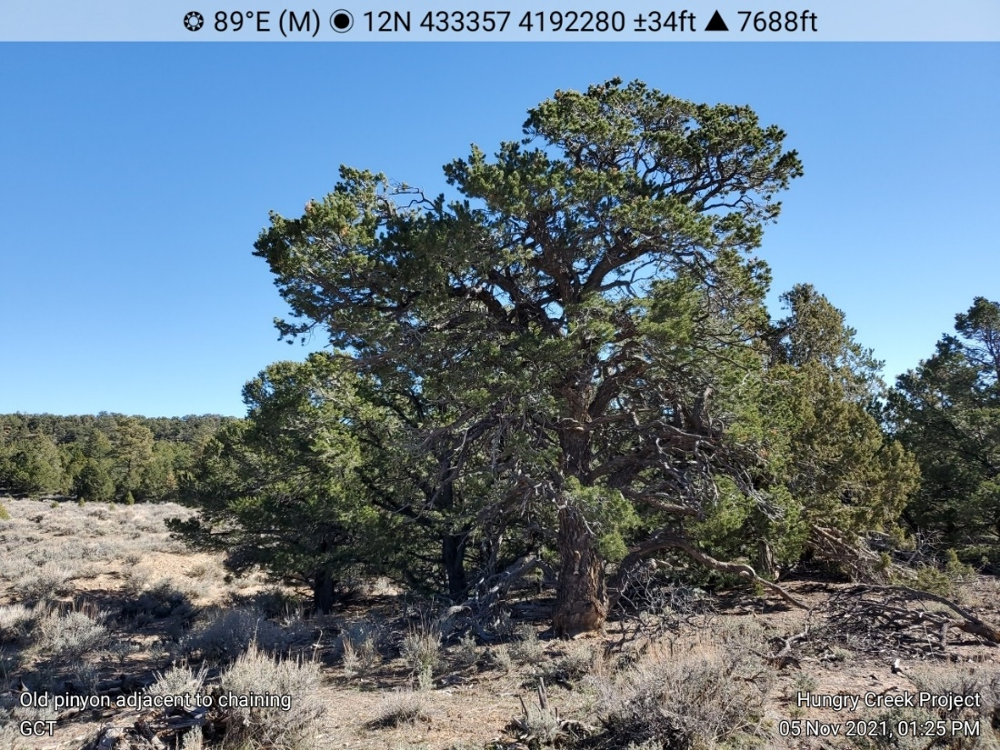 89°E (M) 12N 433357 4192280 ±34ft ▲ 7688ft
Old pinyon adjacent to chaining
GCT
Hungry Creek Project
05 Nov 2021, 01:25 PM